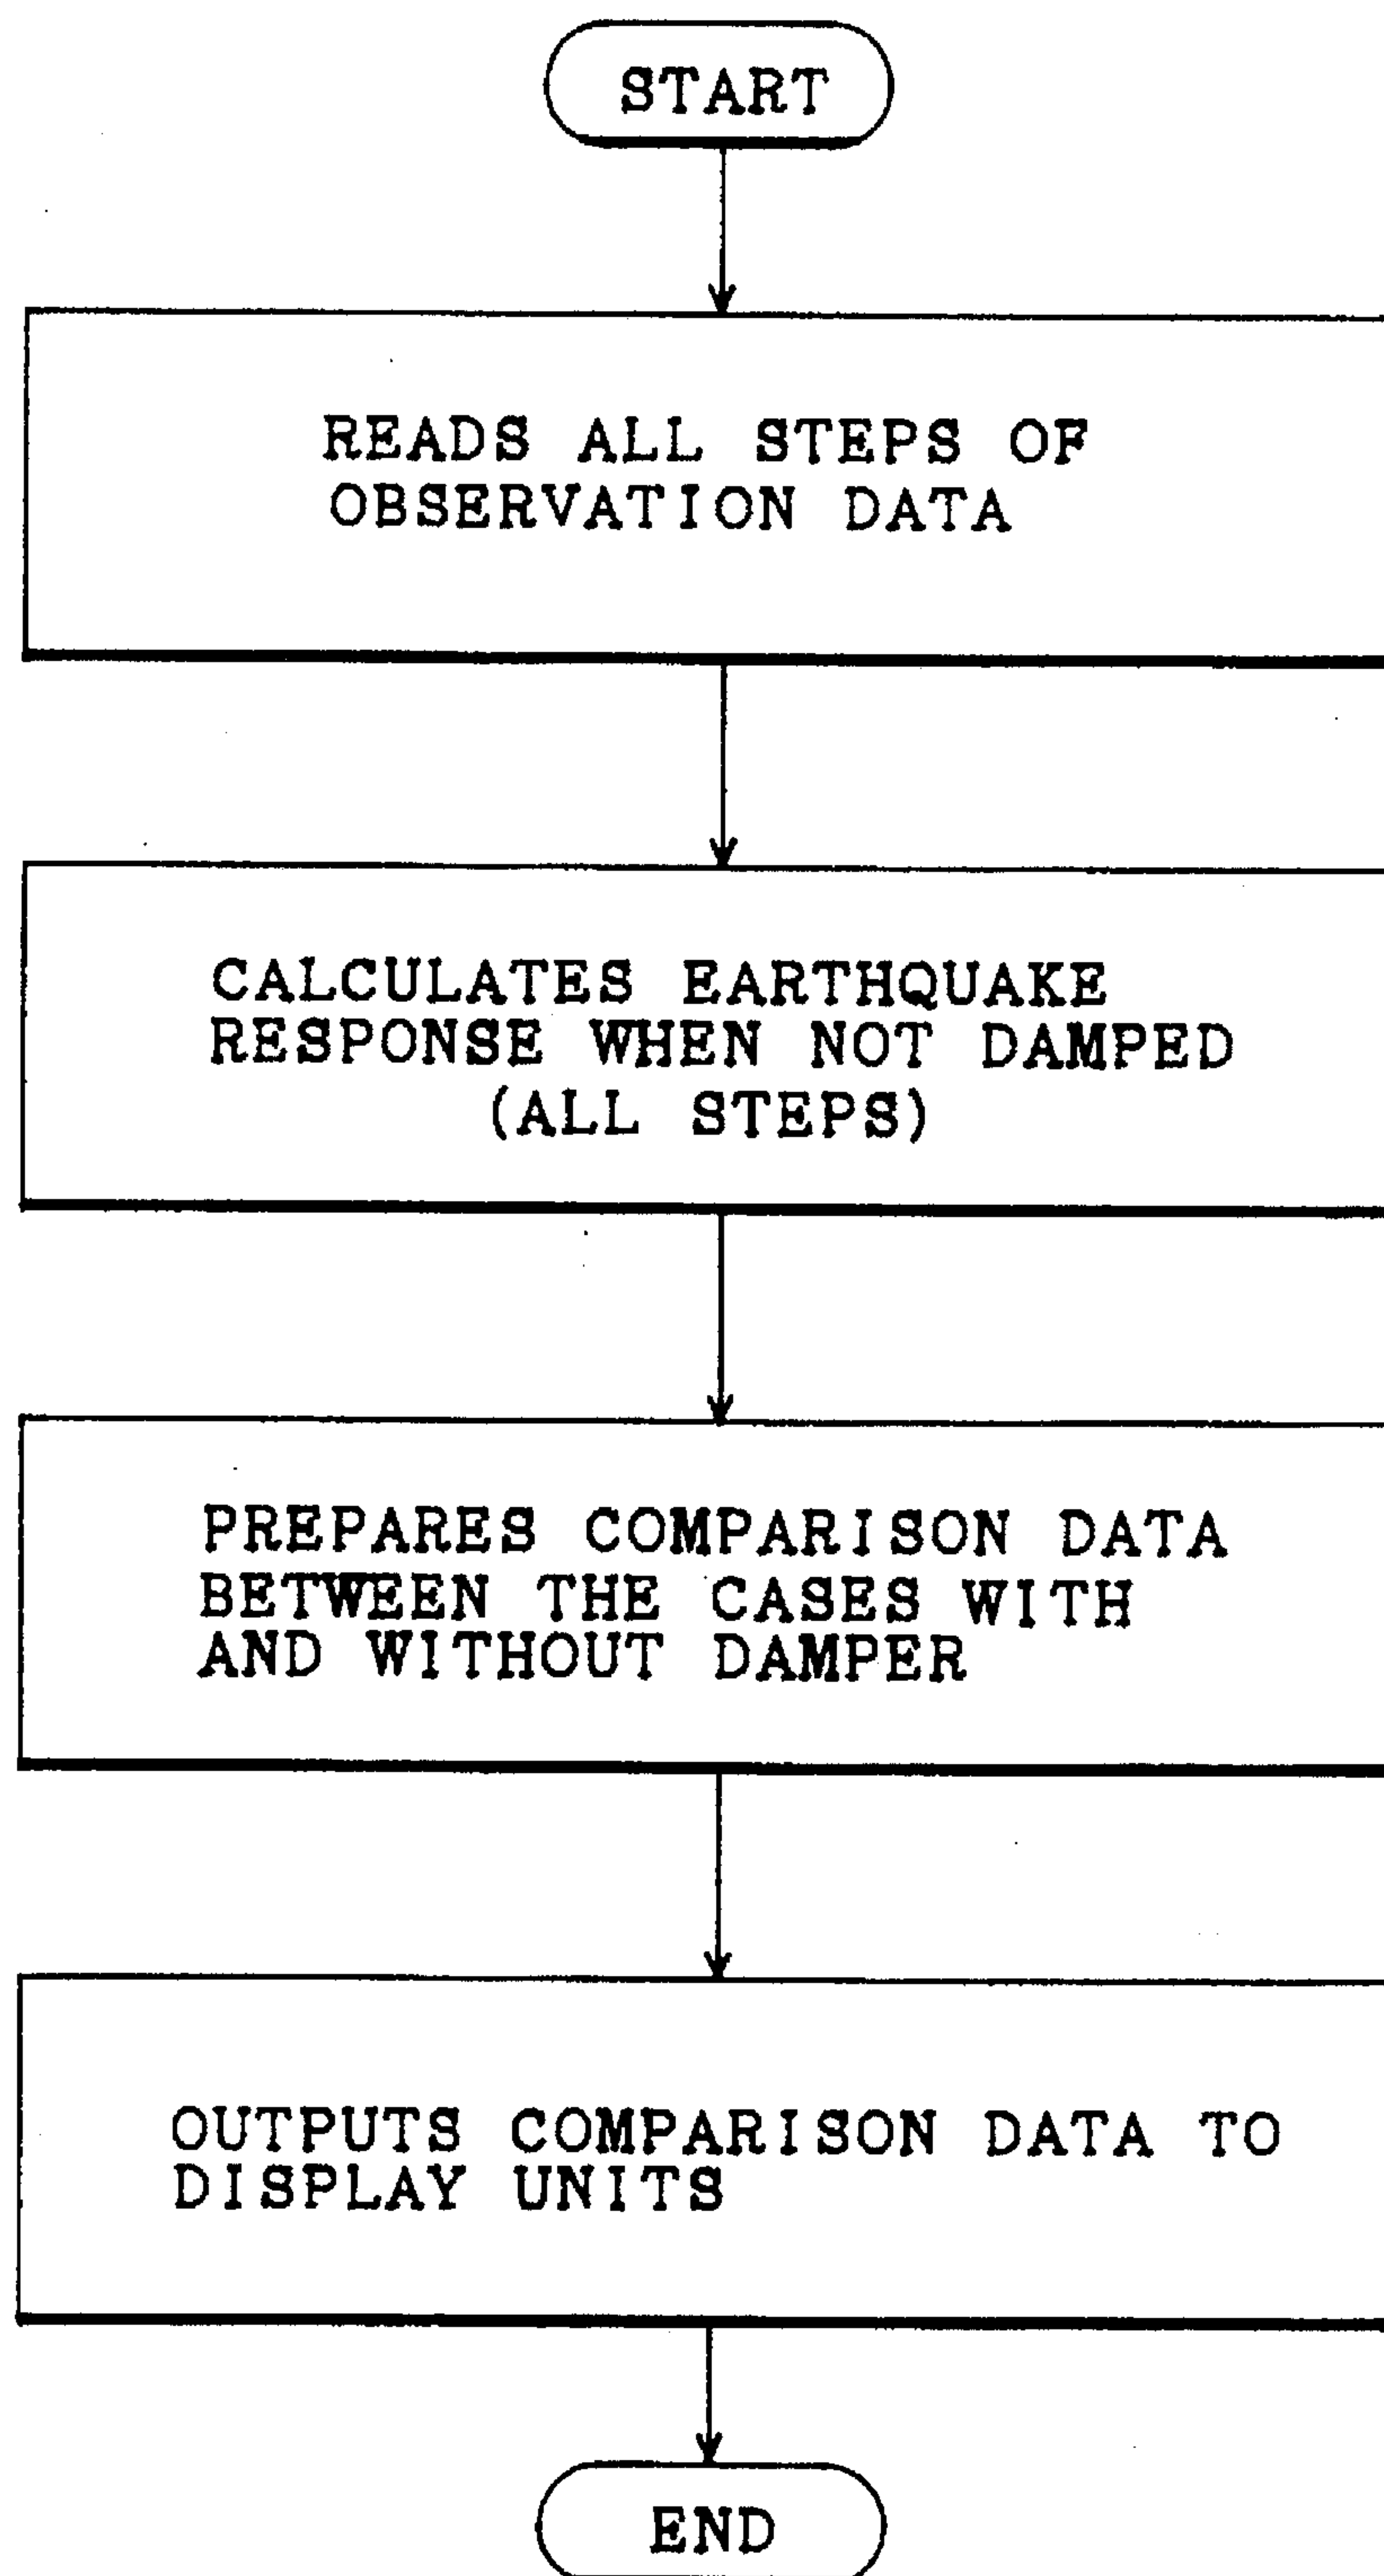 START
READS ALL STEPS OF
OBSERVATION DATA
CALCULATES EARTHQUAKE
RESPONSE WHEN NOT DAMPED
(ALL STEPS)
PREPARES COMPARISON DATA
BETWEEN THE CASES WITH
AND WITHOUT DAMPER
OUTPUTS COMPARISON DATA TO
DISPLAY UNITS
END